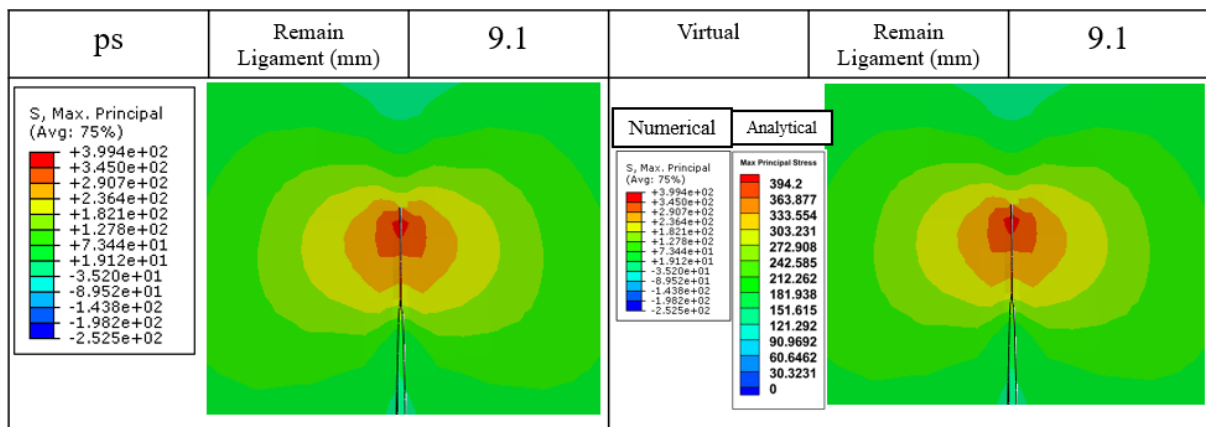 ps
Remain
Ligament (mm)
9.1
Virtual
Remain
Ligament (mm)
9.1
S, Max. Principal
(Avg: 75%)
+3.994e+02
+3.450e+02
+2.907e+02
+2.364e+02
+1.821e+02
+1.278e+02
+7.344e+01
+1.912e+01
-3.520e+01
-8.952e+01
-1.438e+02
-1.982e+02
-2.525e+02
Numerical
S, Max. Principal
(Avg: 75%)
+3.994e+02
+3.450e+02
+2.907e+02
+2.364e+02
+1.821e+02
+1.278e+02
+7.344e+01
+1.912e+01
-3.520e+01
-8.952e+01
-1.438e+02
-1.982e+02
-2.525e+02
Analytical
Max Principal Stress
394.2
363.877
333.554
303.231
272.908
242.585
212.262
181.938
151.615
121.292
90.9692
60.6462
30.3231
0